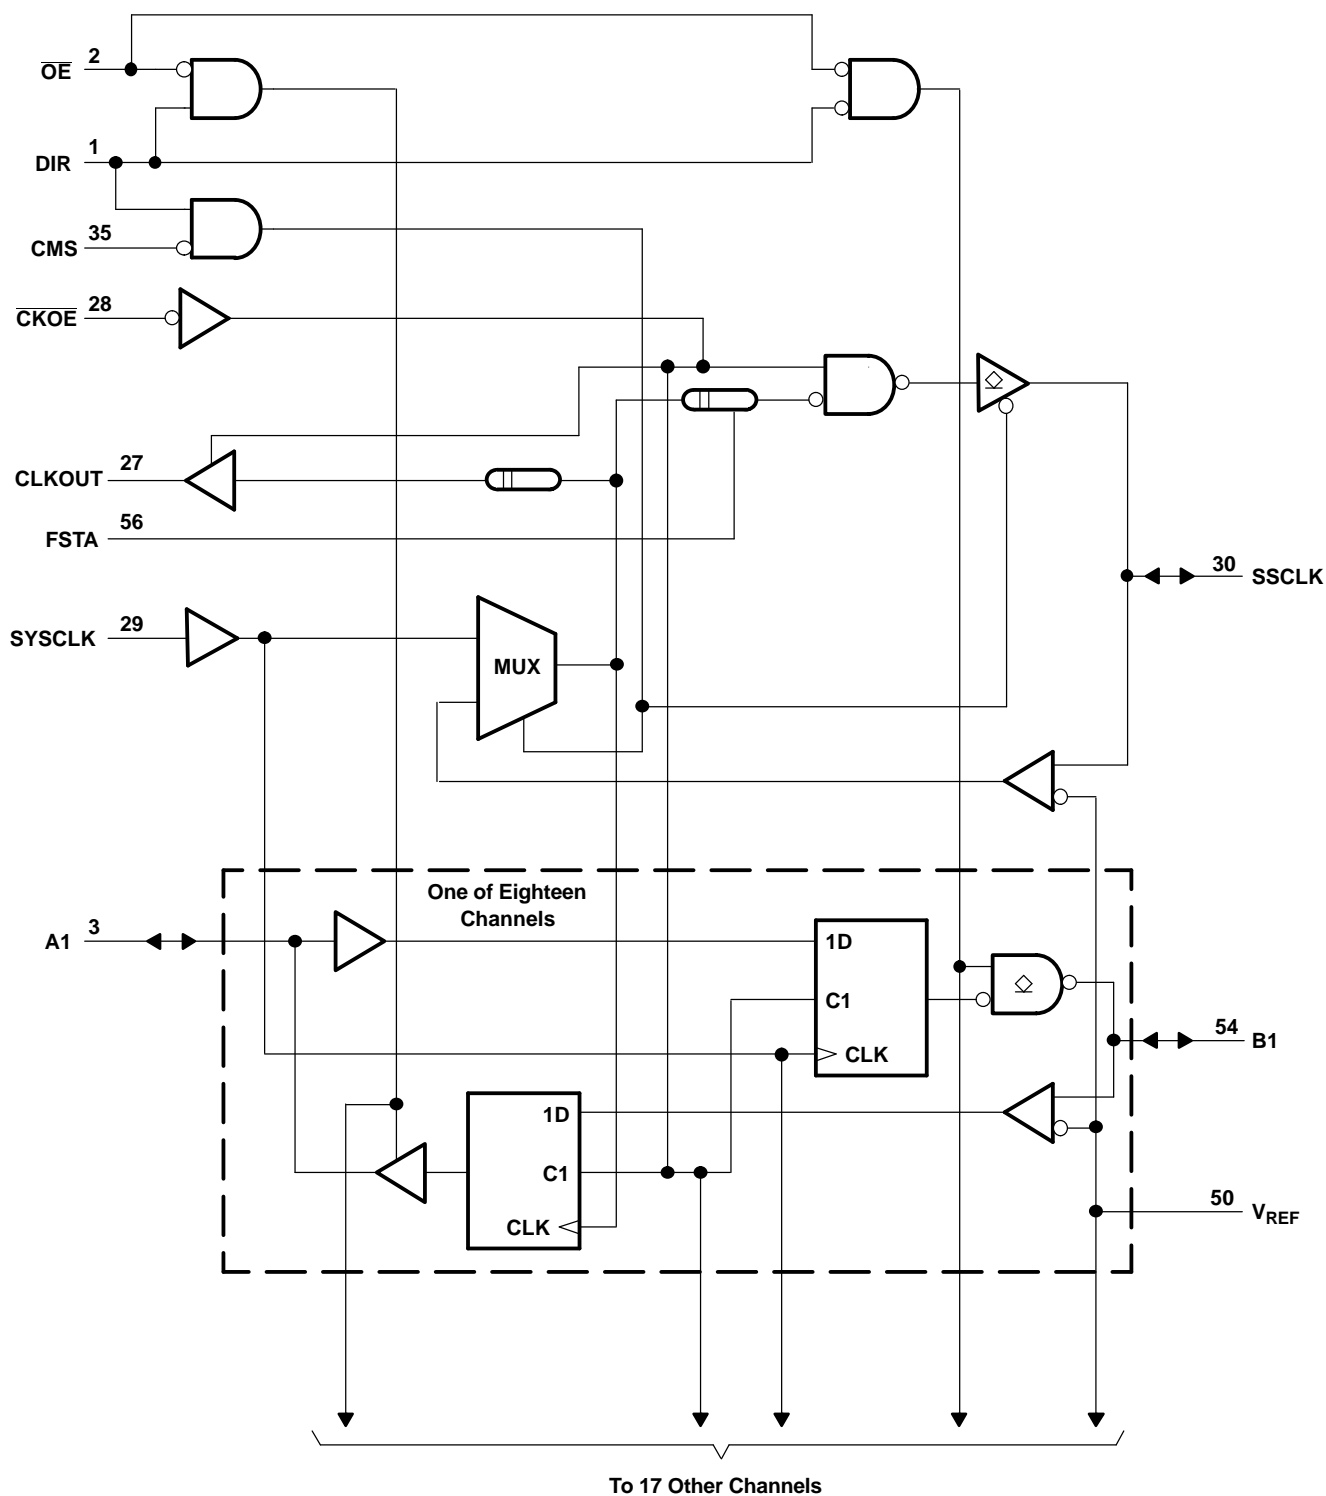 OE 2
DIR 1
CMS 35
CKOE 28
CLKOUT 27
FSTA 56
30 SSCLK
SYSCLK 29
MUX
One of Eighteen
Channels
A1 3
1D
C1
CLK
54 B1
1D
C1
CLK
50 VREF
To 17 Other Channels